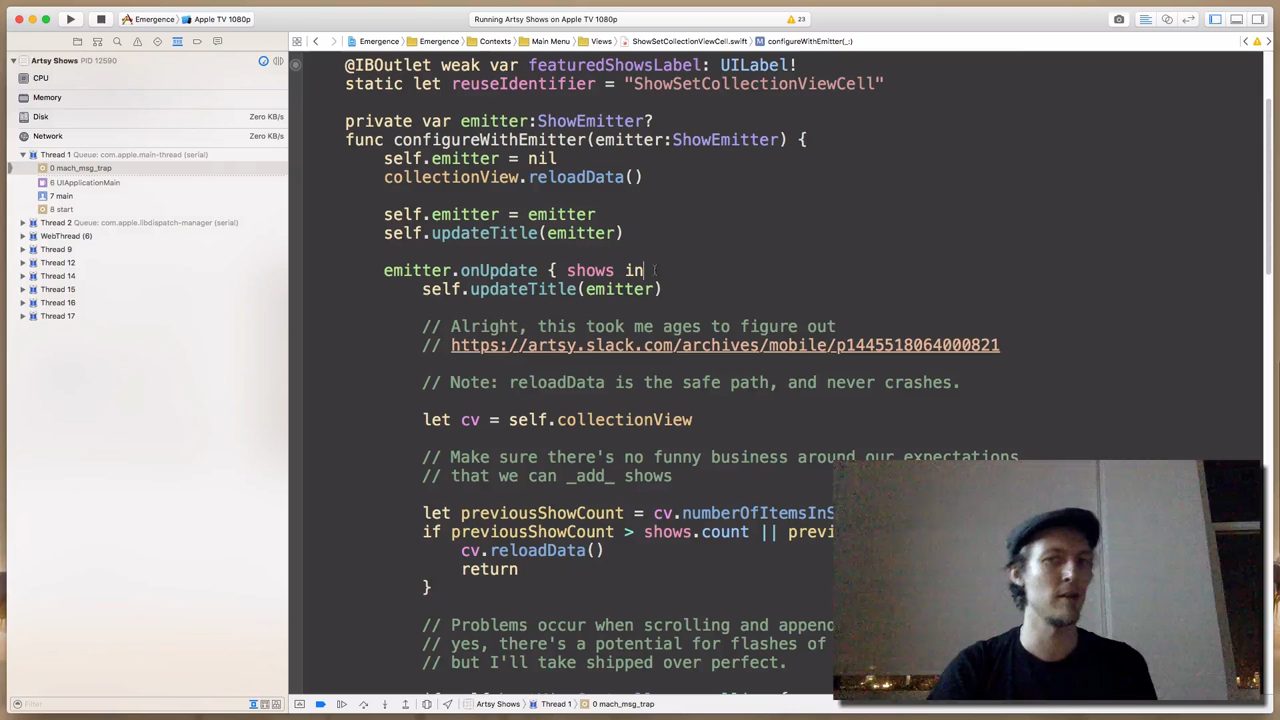 Emergence
Apple TV 1080p
Running Artsy Shows on Apple TV 1080p
23
Emergence
Emergence
Contexts
Main Menu
Views
ShowSetCollectionViewCell.swift
configureWithEmitter(_:)
Artsy Shows PID 12590
CPU
Memory
Disk Zero KB/s
Network Zero KB/s
Thread 1 Queue: com.apple.main-thread (serial)
0 mach_msg_trap
6 UIApplicationMain
7 main
8 start
Thread 2 Queue: com.apple.libdispatch-manager (serial)
WebThread (6)
Thread 9
Thread 12
Thread 14
Thread 15
Thread 16
Thread 17
Filter
@IBOutlet weak var featuredShowsLabel: UILabel!
static let reuseIdentifier = "ShowSetCollectionViewCell"
private var emitter:ShowEmitter?
func configureWithEmitter(emitter:ShowEmitter) {
self.emitter = nil
collectionView.reloadData()
self.emitter = emitter
self.updateTitle(emitter)
emitter.onUpdate { shows in
self.updateTitle(emitter)
// Alright, this took me ages to figure out
// https://artsy.slack.com/archives/mobile/p1445518064000821
// Note: reloadData is the safe path, and never crashes.
let cv = self.collectionView
// Make sure there's no funny business around our expectations
// that we can _add_ shows
let previousShowCount = cv.numberOfItemsInS
if previousShowCount > shows.count || previ
cv.reloadData()
return
}
// Problems occur when scrolling and append
// yes, there's a potential for flashes of
// but I'll take shipped over perfect.
Artsy Shows
Thread 1
0 mach_msg_trap